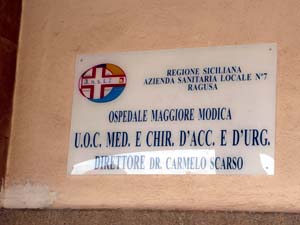 REGIONE SICILIANA
AZIENDA SANITARIA LOCALE N°7
RAGUSA
OSPEDALE MAGGIORE MODICA
U.O.C. MED. E CHIR. D'ACC. E D'URG.
DIRETTORE DR. CARMELO SCARSO